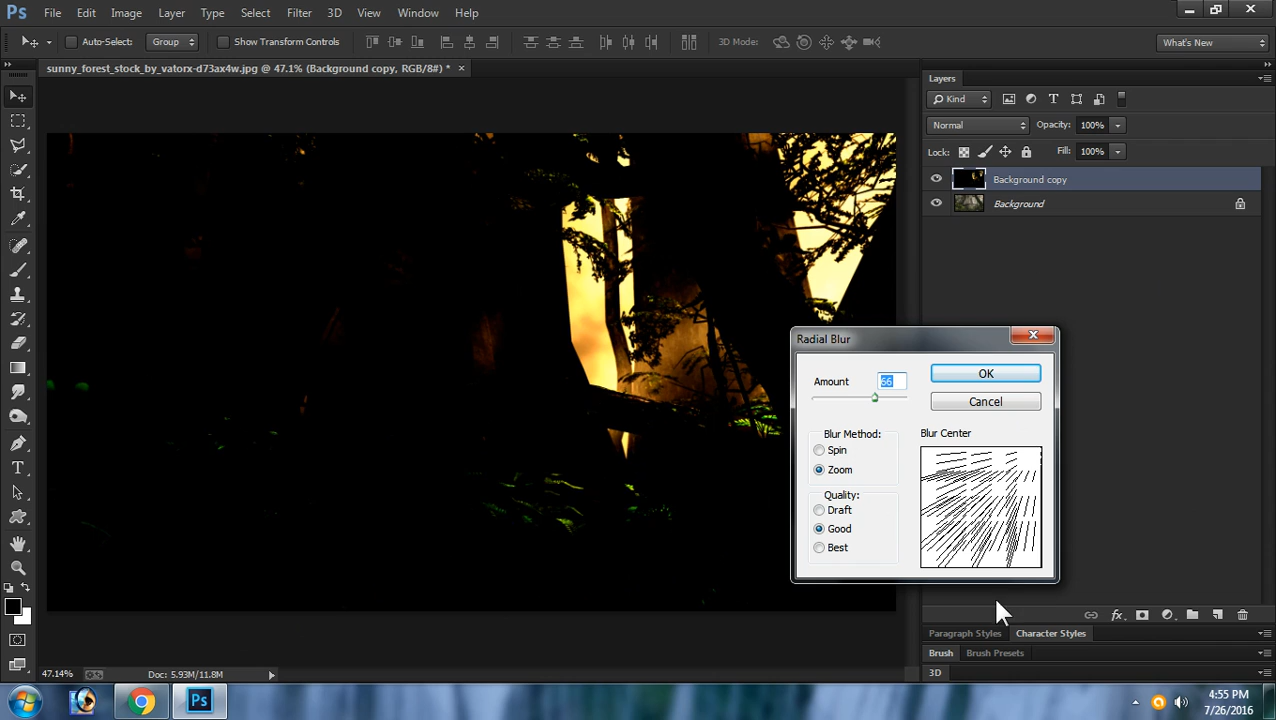 Ps File Edit Image Layer Type Select Filter 3D View Window Help
Auto-Select: Group Show Transform Controls 3D Mode: What's New
sunny_forest_stock_by_vatorx-d73ax4w.jpg @ 47.1% (Background copy, RGB/8#) * ×
Layers
Kind
Normal Opacity: 100%
Lock: Fill: 100%
Background copy
Background
Radial Blur
Amount 66 OK
Cancel
Blur Method: Blur Center
Spin
Zoom
Quality:
Draft
Good
Best
T
fx
Paragraph Styles Character Styles
Brush Brush Presets
3D
47.14% Doc: 5.93M/11.8M
Ps
4:55 PM
7/26/2016